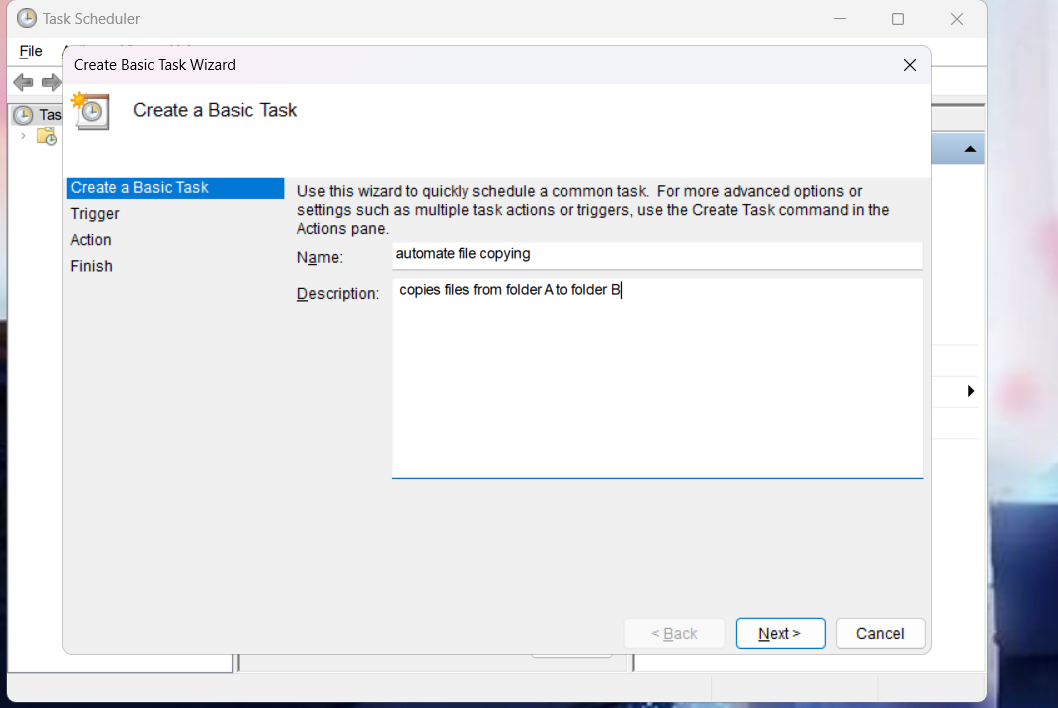 Task Scheduler
File
Create Basic Task Wizard
Create a Basic Task
Tas
Create a Basic Task
Trigger
Action
Finish
Use this wizard to quickly schedule a common task. For more advanced options or
settings such as multiple task actions or triggers, use the Create Task command in the
Actions pane.
Name:
automate file copying
Description:
copies files from folder A to folder B
< Back
Next >
Cancel